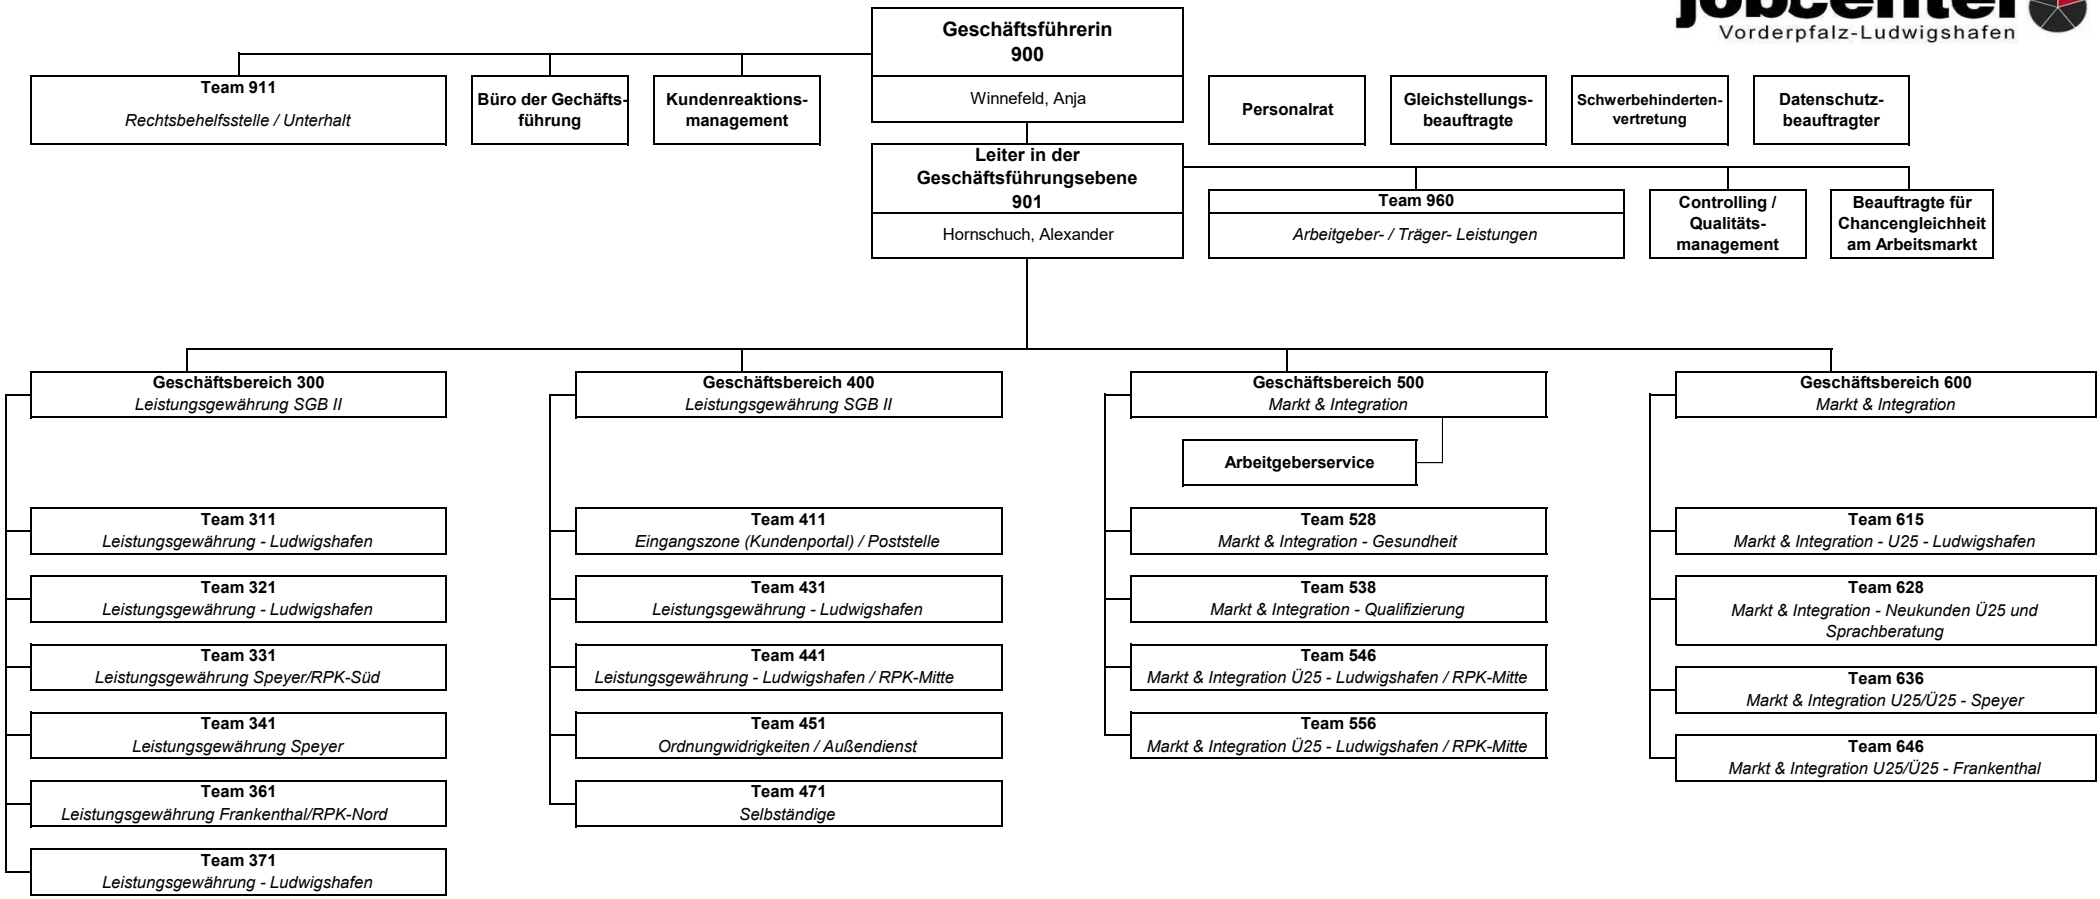 jobcenter
Vorderpfalz-Ludwigshafen
Geschäftsführerin
900
Winnefeld, Anja
Team 911
Rechtsbehelfsstelle / Unterhalt
Büro der Gechäfts-
führung
Kundenreaktions-
management
Personalrat
Gleichstellungs-
beauftragte
Schwerbehinderten-
vertretung
Datenschutz-
beauftragter
Leiter in der
Geschäftsführungsebene
901
Hornschuch, Alexander
Team 960
Arbeitgeber- / Träger- Leistungen
Controlling /
Qualitäts-
management
Beauftragte für
Chancengleichheit
am Arbeitsmarkt
Geschäftsbereich 300
Leistungsgewährung SGB II
Team 311
Leistungsgewährung - Ludwigshafen
Team 321
Leistungsgewährung - Ludwigshafen
Team 331
Leistungsgewährung Speyer/RPK-Süd
Team 341
Leistungsgewährung Speyer
Team 361
Leistungsgewährung Frankenthal/RPK-Nord
Team 371
Leistungsgewährung - Ludwigshafen
Geschäftsbereich 400
Leistungsgewährung SGB II
Team 411
Eingangszone (Kundenportal) / Poststelle
Team 431
Leistungsgewährung - Ludwigshafen
Team 441
Leistungsgewährung - Ludwigshafen / RPK-Mitte
Team 451
Ordnungwidrigkeiten / Außendienst
Team 471
Selbständige
Geschäftsbereich 500
Markt & Integration
Arbeitgeberservice
Team 528
Markt & Integration - Gesundheit
Team 538
Markt & Integration - Qualifizierung
Team 546
Markt & Integration Ü25 - Ludwigshafen / RPK-Mitte
Team 556
Markt & Integration Ü25 - Ludwigshafen / RPK-Mitte
Geschäftsbereich 600
Markt & Integration
Team 615
Markt & Integration - U25 - Ludwigshafen
Team 628
Markt & Integration - Neukunden Ü25 und
Sprachberatung
Team 636
Markt & Integration U25/Ü25 - Speyer
Team 646
Markt & Integration U25/Ü25 - Frankenthal